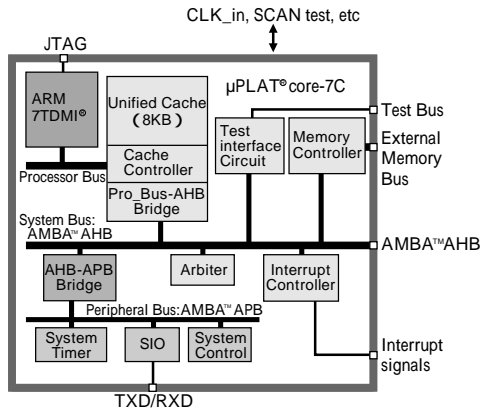 CLK_in, SCAN test, etc
JTAG
ARM
7TDMI®
Unified Cache
(8KB)
µPLAT® core-7C
Test Bus
Test
interface
Circuit
Memory
Controller
External
Memory
Bus
Cache
Controller
Processor Bus
Pro_Bus-AHB
Bridge
System Bus:
AMBA™ AHB
AMBA™AHB
AHB-APB
Bridge
Arbiter
Interrupt
Controller
Peripheral Bus:AMBA™ APB
System
Timer
SIO
System
Control
Interrupt
signals
TXD/RXD